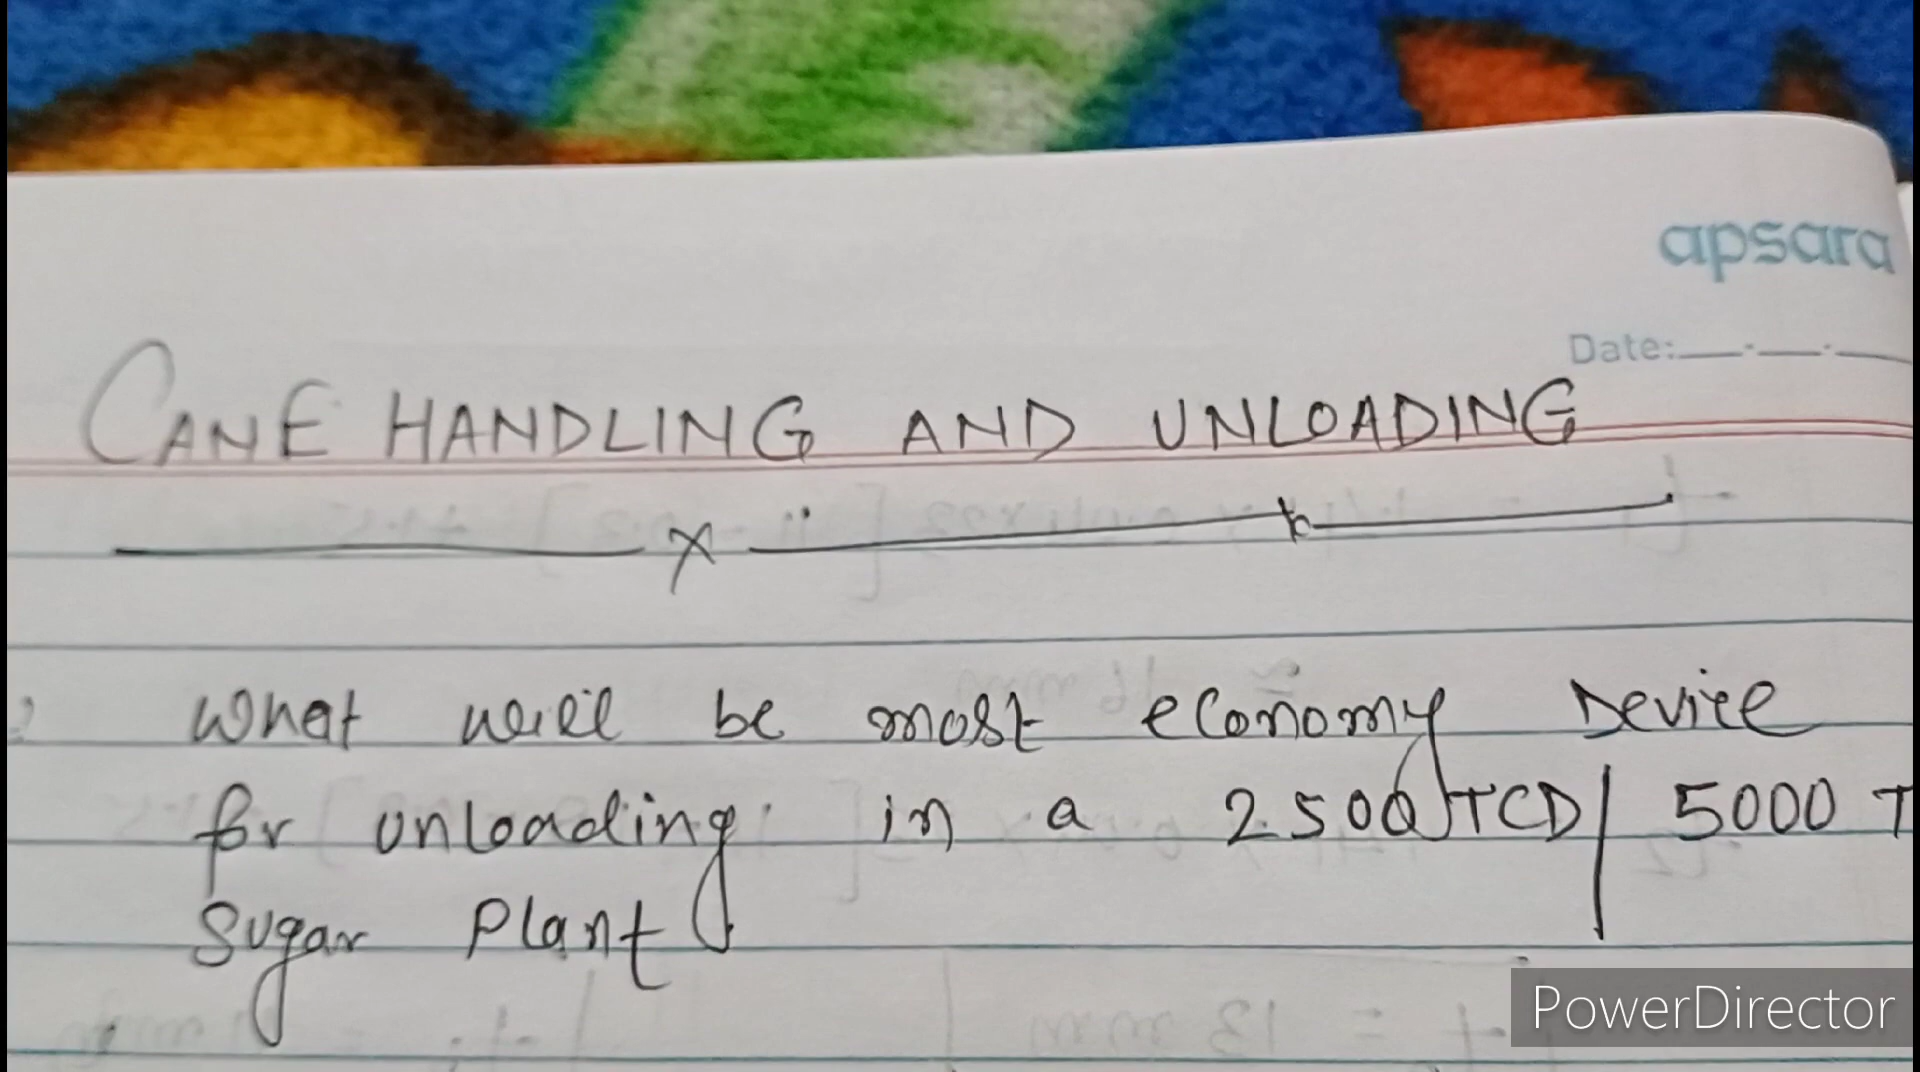 apsara
Date:
CANE HANDLING AND UNLOADING
What will be most economy Device
for unloading in a 2500 TCD/ 5000 T
Sugar Plant
PowerDirector